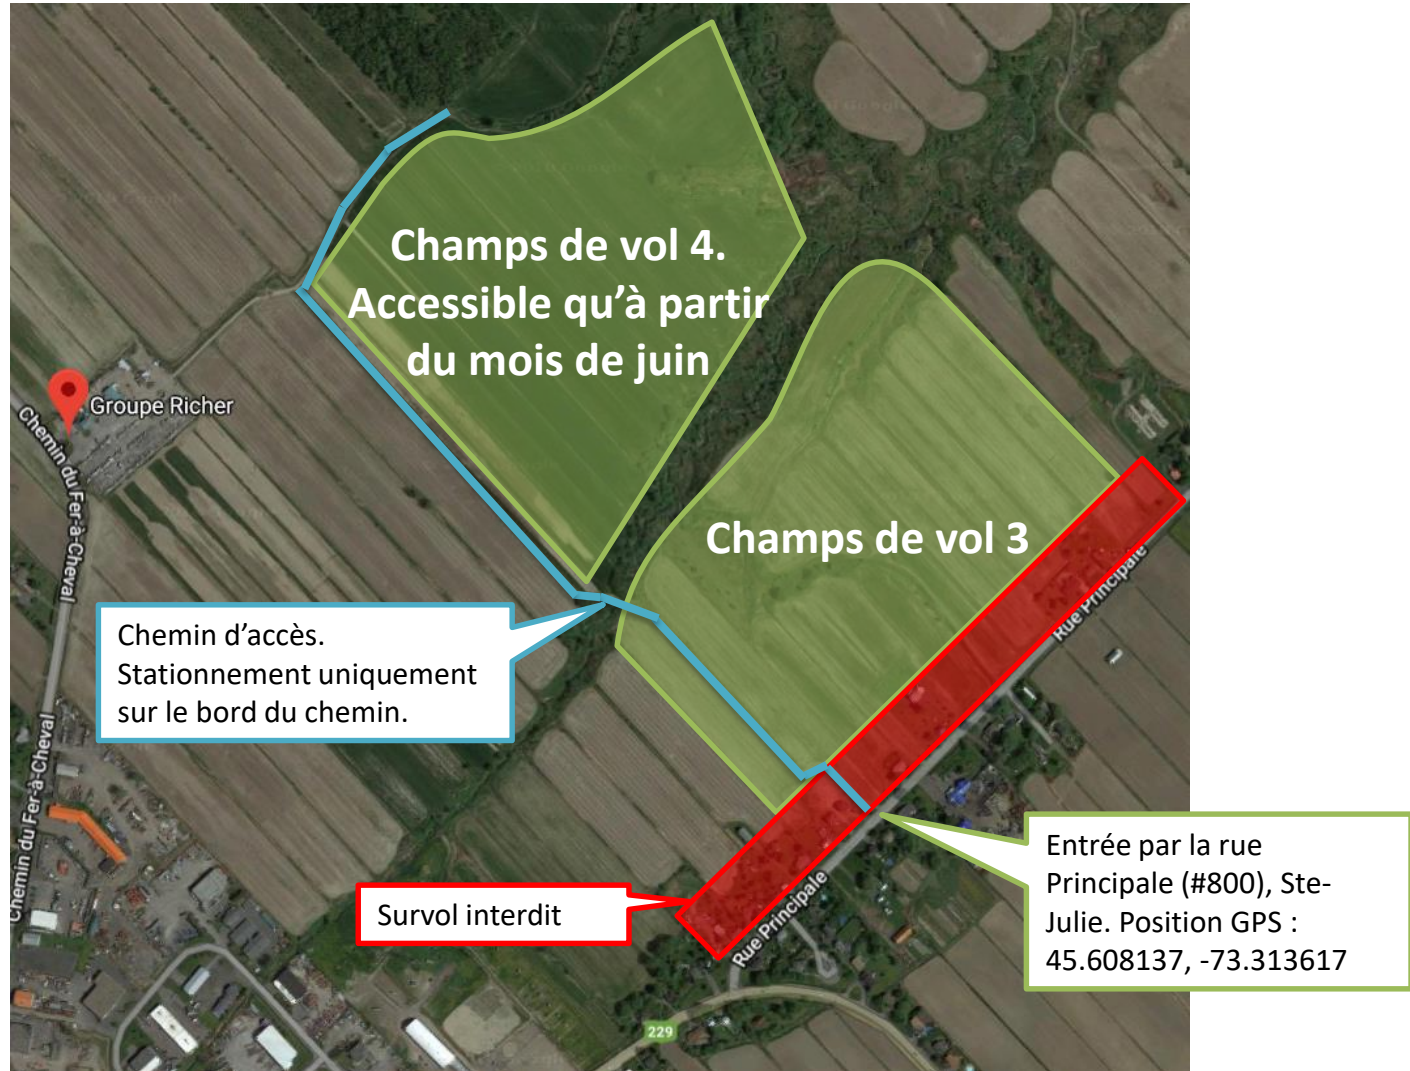 Champs de vol 4.
Accessible qu’à partir
du mois de juin
Groupe Richer
Chemin du Fer-à-Cheval
Champs de vol 3
Rue Principale
Chemin d’accès.
Stationnement uniquement
sur le bord du chemin.
Chemin du Fer-à-Cheval
Entrée par la rue
Principale (#800), Ste-
Julie. Position GPS :
45.608137, -73.313617
Survol interdit
Rue Principale
229